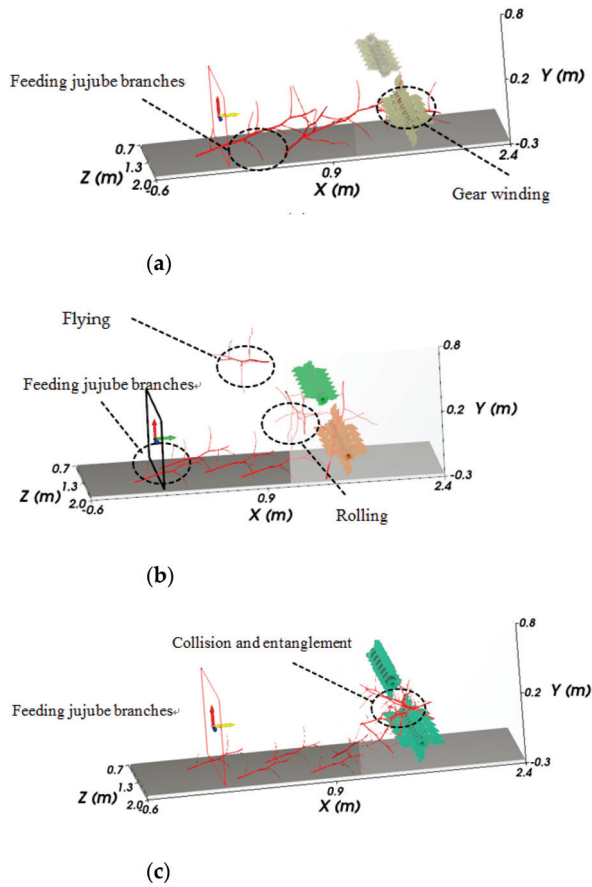 0.8
Feeding jujube branches
0.2
Y (m)
-0.3
0.7
1.3
Z (m)
2.0
-0.6
0.9
2.4
X (m)
Gear winding
(a)
Flying
0.8
Feeding jujube branches
0.2
Y (m)
0.7
-0.3
1.3
Z (m)
2.0
-0.6
0.9
2.4
X (m)
Rolling
(b)
0.8
Collision and entanglement
0.2
Y (m)
Feeding jujube branches
0.7
-0.3
1.3
Z (m)
2.0
-0.6
0.9
2.4
X (m)
(c)